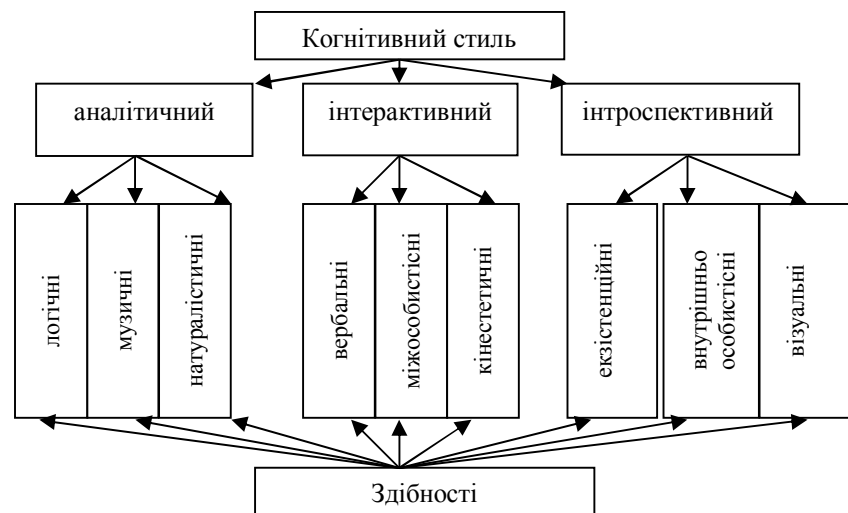 Когнітивний стиль
аналітичний
інтерактивний
інтроспективний
логічні
музичні
натуралістичні
вербальні
міжособистісні
кінестетичні
екзістенційні
внутрішньо
особистісні
візуальні
Здібності